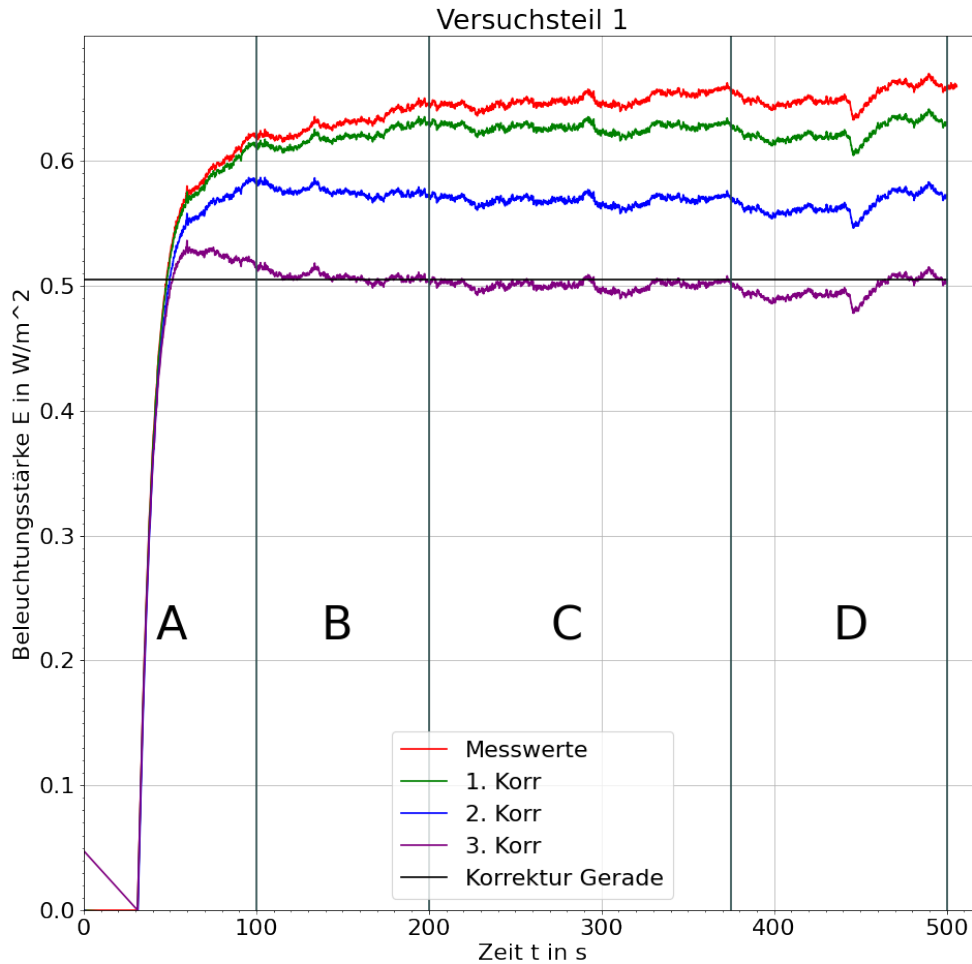 Versuchsteil 1
Beleuchtungsstärke E in W/m^2
0.6
0.5
0.4
0.3
0.2
0.1
0.0
A B C D
Messwerte
1. Korr
2. Korr
3. Korr
Korrektur Gerade
0 100 200 300 400 500
Zeit t in s